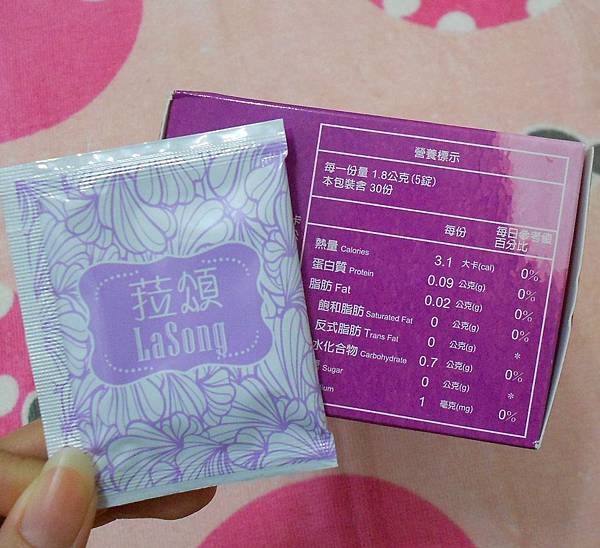 菈頌
LaSong
營養標示
每一份量 1.8公克(5錠)
本包裝含 30份
每份 每日參考值
百分比
熱量 Calories 3.1 大卡(cal) 0%
蛋白質 Protein 0.09 公克(g) 0%
脂肪 Fat 0.02 公克(g) 0%
飽和脂肪 Saturated Fat 0 公克(g) 0%
反式脂肪 Trans Fat 0 公克(g) *
水化合物 Carbohydrate 0.7 公克(g) 0%
Sugar 0 公克(g) *
1 毫克(mg) 0%